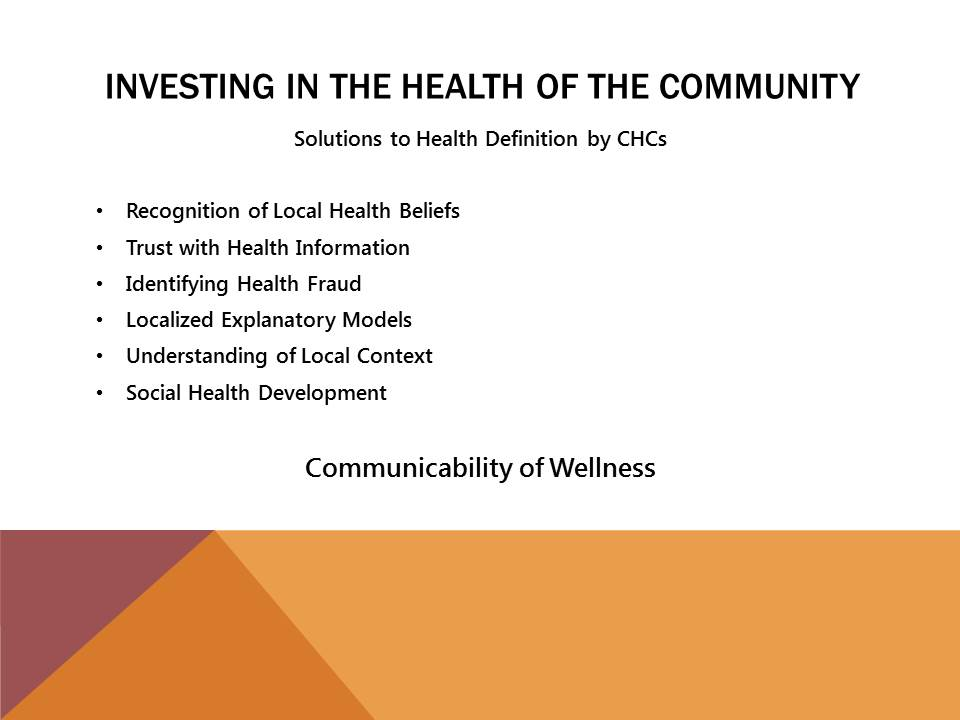 INVESTING IN THE HEALTH OF THE COMMUNITY
Solutions to Health Definition by CHCs
• Recognition of Local Health Beliefs
• Trust with Health Information
• Identifying Health Fraud
• Localized Explanatory Models
• Understanding of Local Context
• Social Health Development
Communicability of Wellness